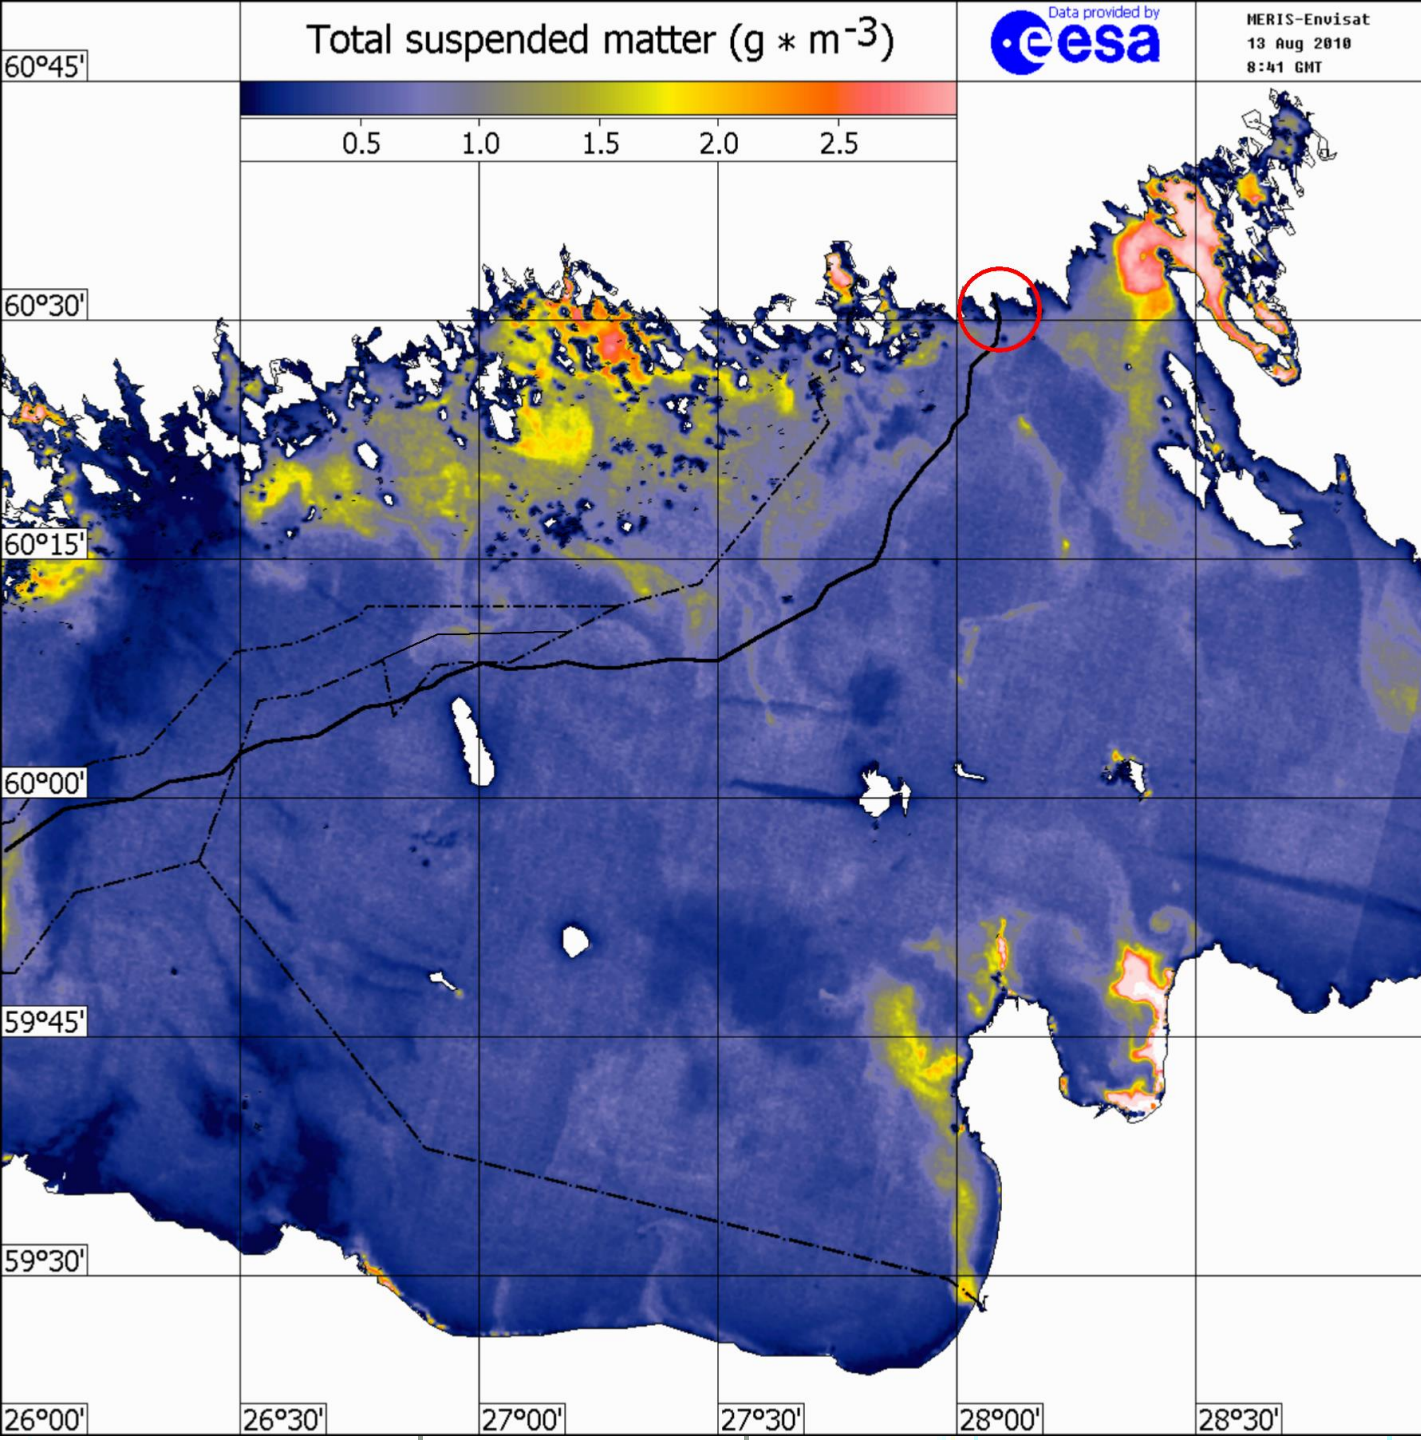 Total suspended matter (g * m-3)
0.5 1.0 1.5 2.0 2.5
Data provided by
esa
MERIS-Envisat
13 Aug 2010
8:41 GMT
60°45'
60°30'
60°15'
60°00'
59°45'
59°30'
26°00' 26°30' 27°00' 27°30' 28°00' 28°30'